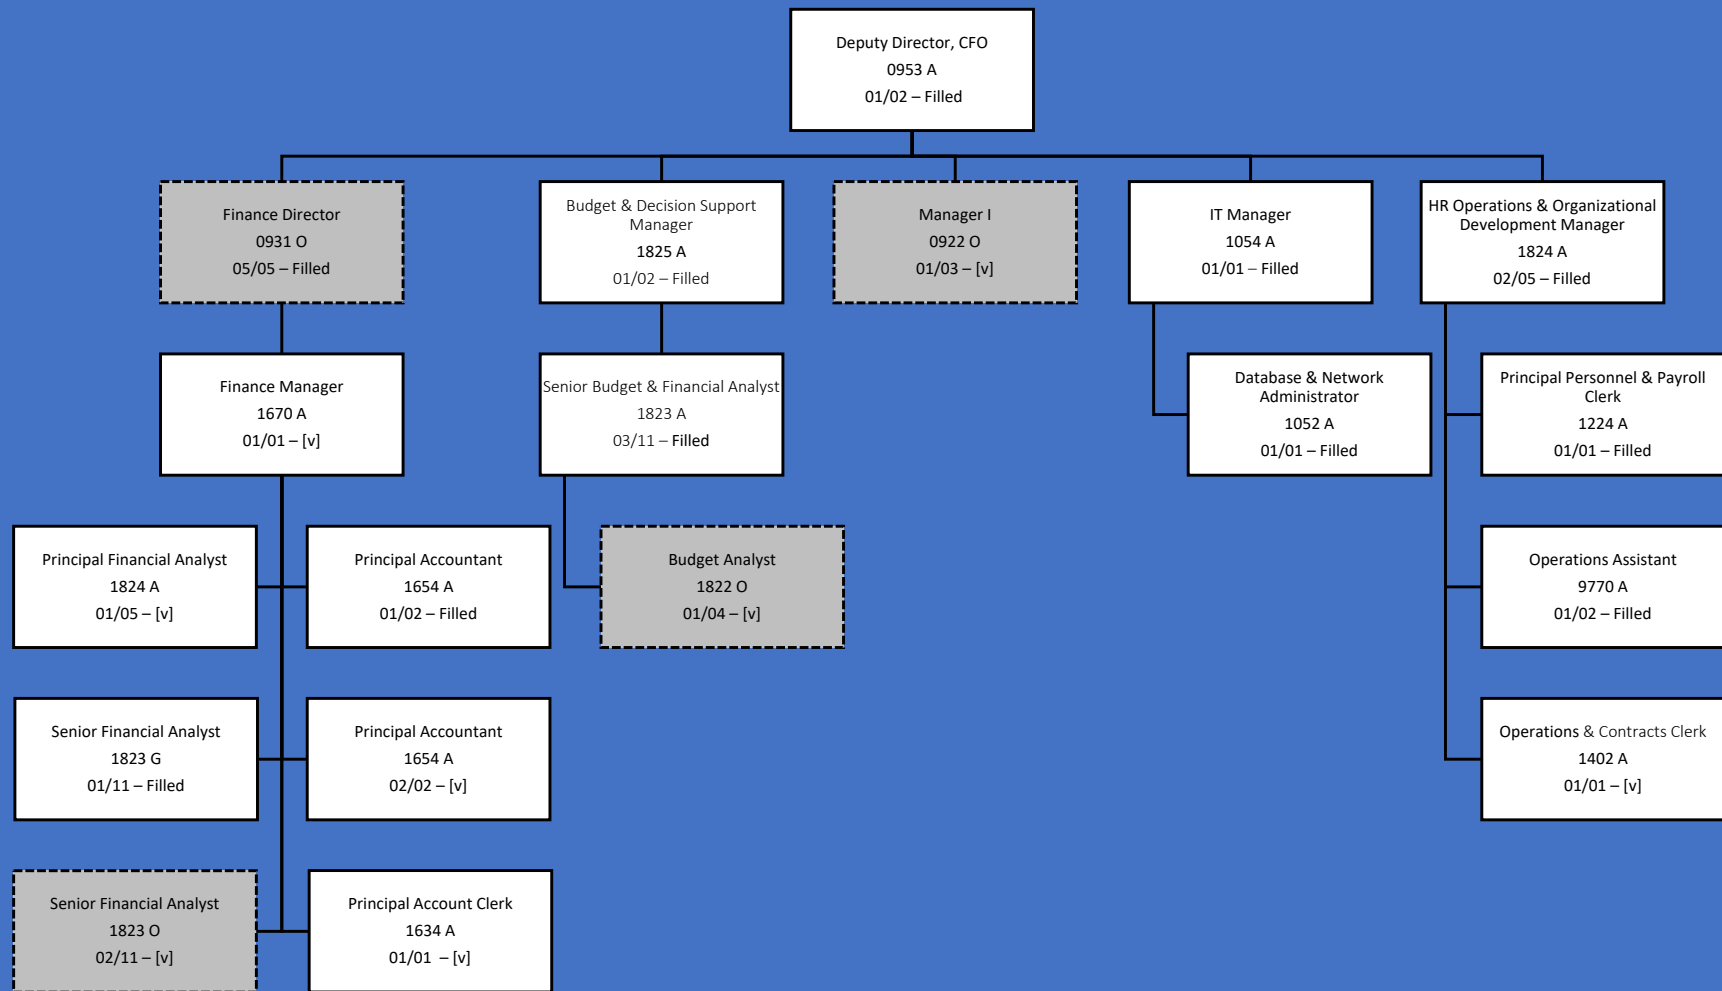 Deputy Director, CFO
0953 A
01/02 – Filled
Finance Director
0931 O
05/05 – Filled
Budget & Decision Support
Manager
1825 A
01/02 – Filled
Manager I
0922 O
01/03 – [v]
IT Manager
1054 A
01/01 – Filled
HR Operations & Organizational
Development Manager
1824 A
02/05 – Filled
Finance Manager
1670 A
01/01 – [v]
Senior Budget & Financial Analyst
1823 A
03/11 – Filled
Database & Network
Administrator
1052 A
01/01 – Filled
Principal Personnel & Payroll
Clerk
1224 A
01/01 – Filled
Principal Financial Analyst
1824 A
01/05 – [v]
Principal Accountant
1654 A
01/02 – Filled
Budget Analyst
1822 O
01/04 – [v]
Operations Assistant
9770 A
01/02 – Filled
Senior Financial Analyst
1823 G
01/11 – Filled
Principal Accountant
1654 A
02/02 – [v]
Operations & Contracts Clerk
1402 A
01/01 – [v]
Senior Financial Analyst
1823 O
02/11 – [v]
Principal Account Clerk
1634 A
01/01 – [v]